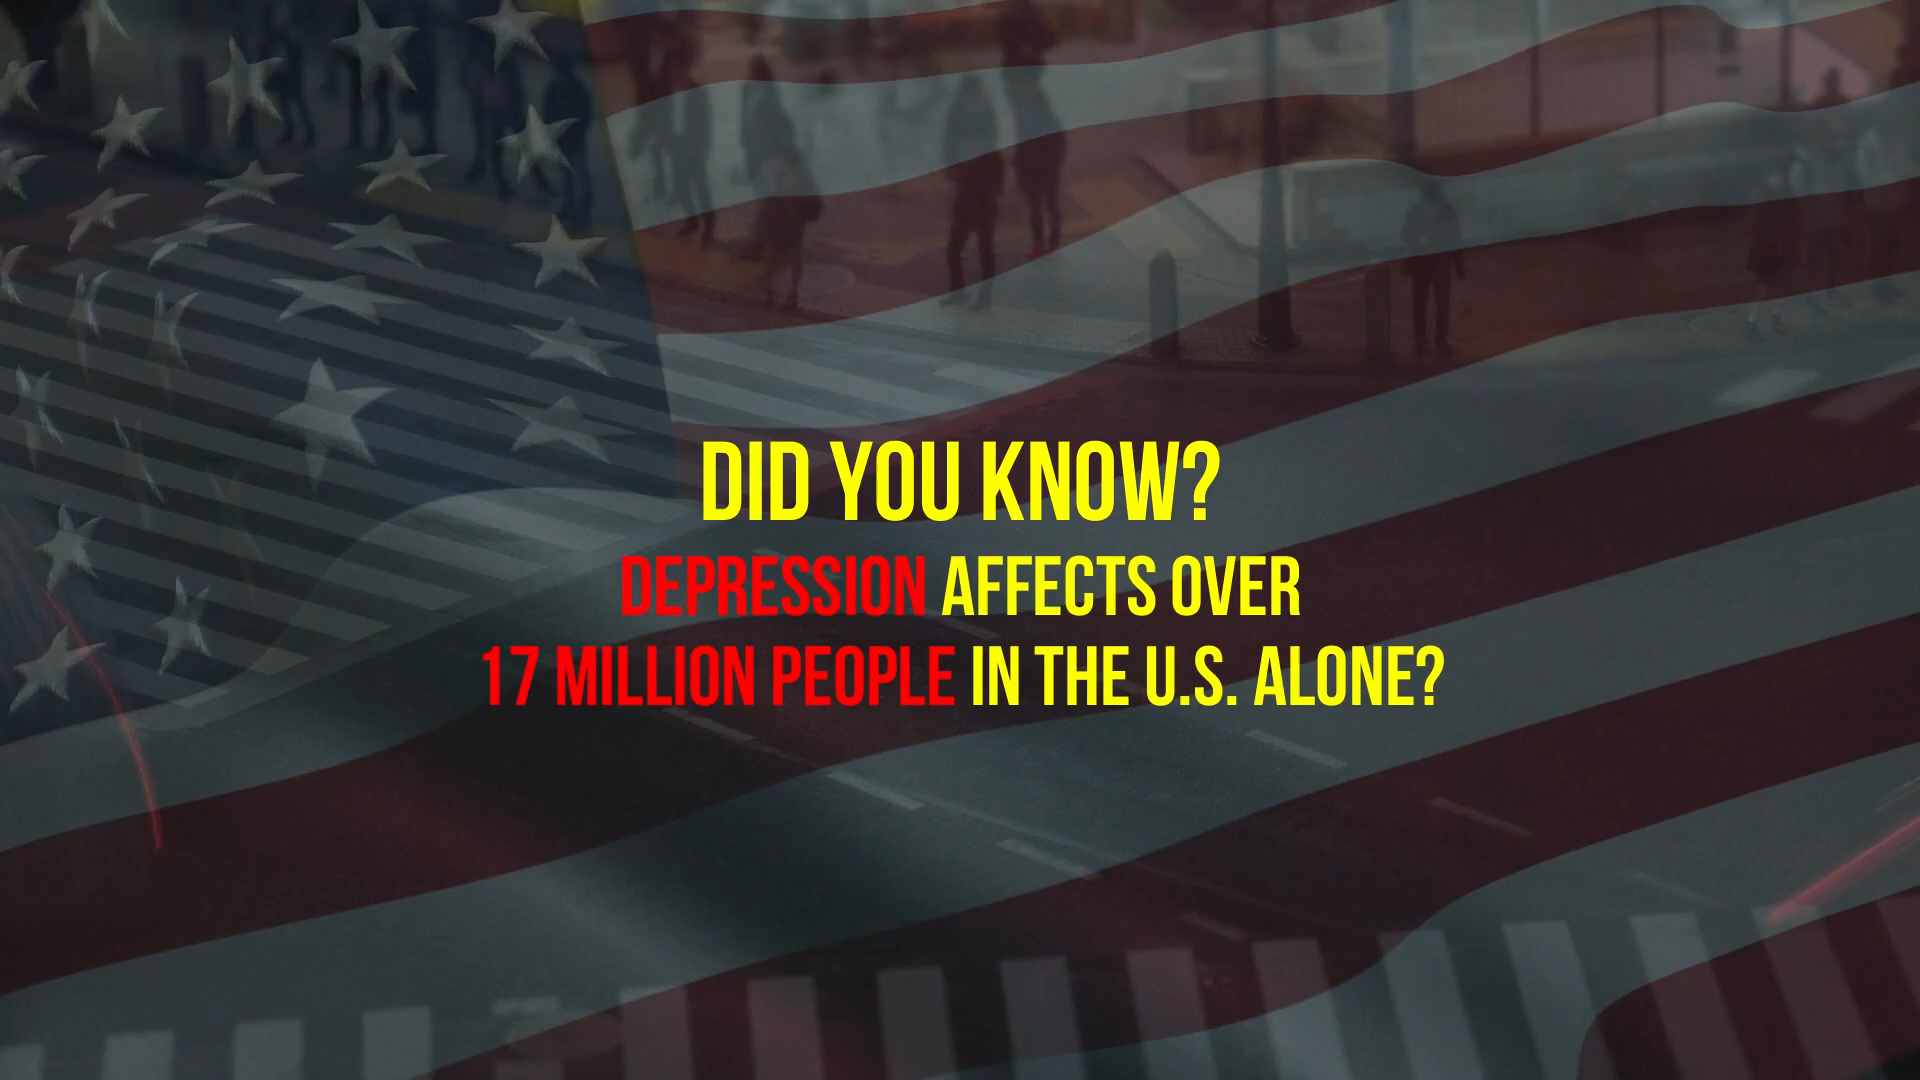 DID YOU KNOW?
DEPRESSION AFFECTS OVER
17 MILLION PEOPLE IN THE U.S. ALONE?